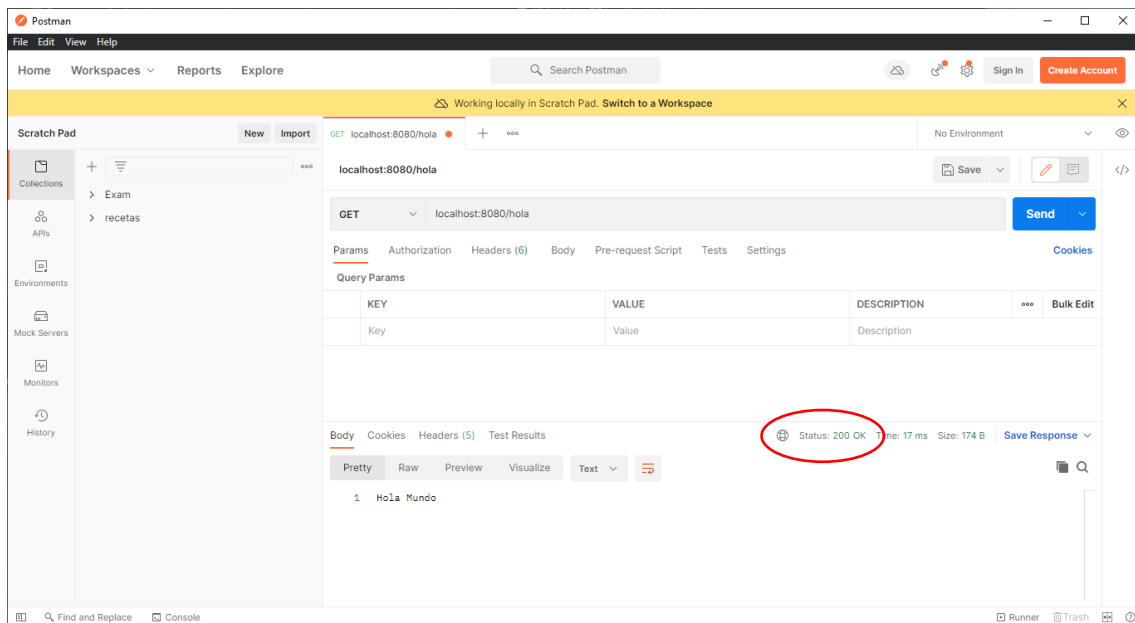 Postman
File Edit View Help
Home Workspaces Reports Explore Search Postman Sign In Create Account
Working locally in Scratch Pad. Switch to a Workspace
Scratch Pad New Import GET localhost:8080/hola No Environment
Collections
APIs
Environments
Mock Servers
Monitors
History
Exam
recetas
localhost:8080/hola Save
GET localhost:8080/hola Send
Params Authorization Headers (6) Body Pre-request Script Tests Settings Cookies
Query Params
KEY VALUE DESCRIPTION Bulk Edit
Key Value Description
Body Cookies Headers (5) Test Results Status: 200 OK Time: 17 ms Size: 174 B Save Response
Pretty Raw Preview Visualize Text
1 Hola Mundo
Find and Replace Console Runner Trash